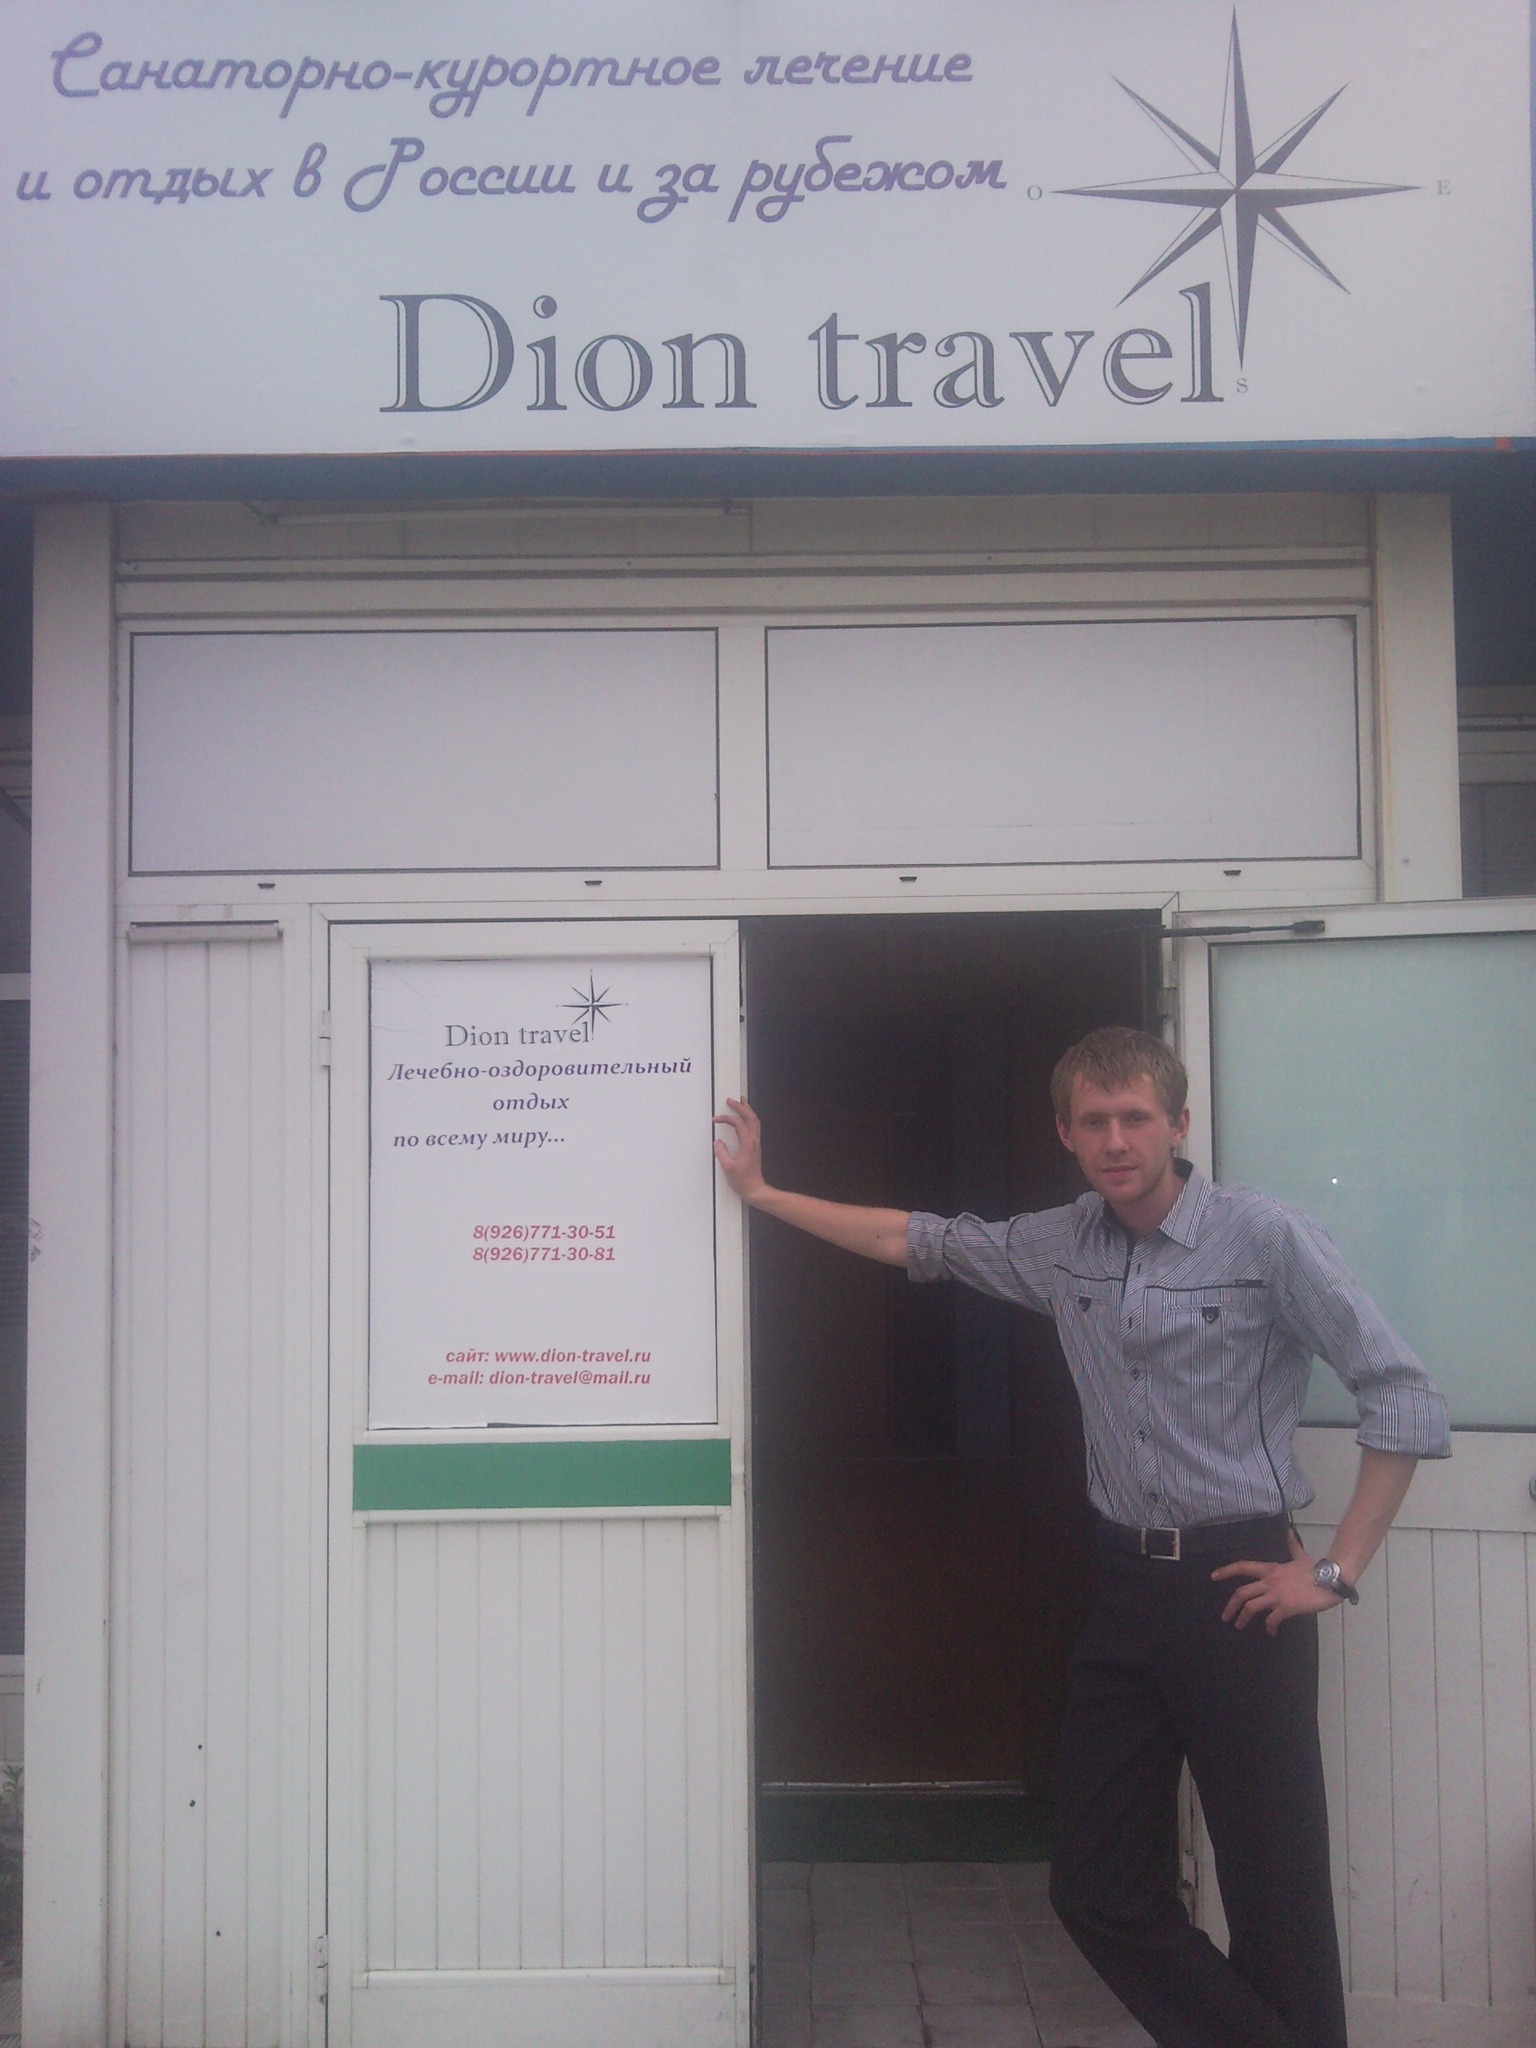 Санаторно-курортное лечение
и отдых в России и за рубежом
O E
Dion travel
S
Dion travel
Лечебно-оздоровительный
отдых
по всему миру...
8(926)771-30-51
8(926)771-30-81
сайт: www.dion-travel.ru
e-mail: dion-travel@mail.ru